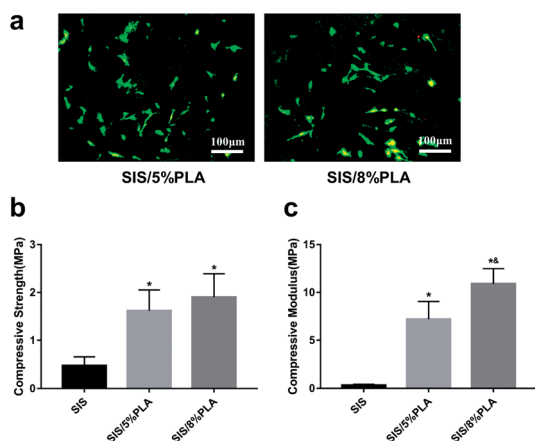 a
100μm
100μm
SIS/5%PLA
SIS/8%PLA
b
Compressive Strength(MPa)
3
2
1
0
*
*
SIS
SIS/5%PLA
SIS/8%PLA
c
Compressive Modulus(MPa)
15
10
5
0
*
*&
SIS
SIS/5%PLA
SIS/8%PLA